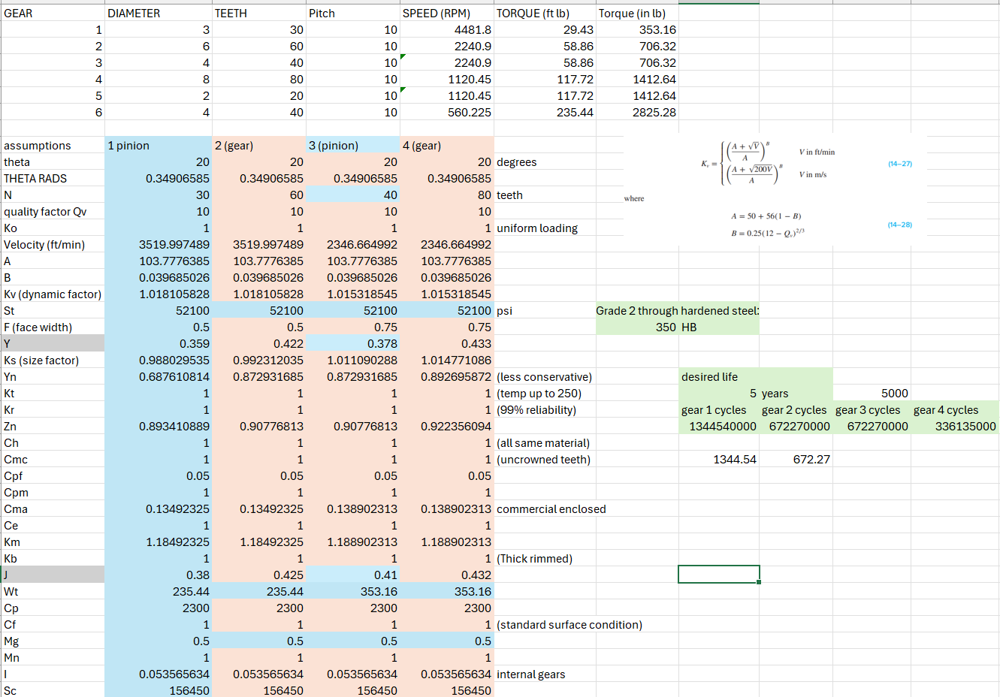 GEAR DIAMETER TEETH Pitch SPEED (RPM) TORQUE (ft lb) Torque (in lb)
1 3 30 10 4481.8 29.43 353.16
2 6 60 10 2240.9 58.86 706.32
3 4 40 10 2240.9 58.86 706.32
4 8 80 10 1120.45 117.72 1412.64
5 2 20 10 1120.45 117.72 1412.64
6 4 40 10 560.225 235.44 2825.28
assumptions 1 pinion 2 (gear) 3 (pinion) 4 (gear)
theta 20 20 20 20 degrees
THETA RADS 0.34906585 0.34906585 0.34906585 0.34906585
N 30 60 40 80 teeth
quality factor Qv 10 10 10 10
Ko 1 1 1 1 uniform loading
Velocity (ft/min) 3519.997489 3519.997489 2346.664992 2346.664992
A 103.7776385 103.7776385 103.7776385 103.7776385
B 0.039685026 0.039685026 0.039685026 0.039685026
Kv (dynamic factor) 1.018105828 1.018105828 1.015318545 1.015318545
St 52100 52100 52100 52100 psi Grade 2 through hardened steel:
F (face width) 0.5 0.5 0.75 0.75 350 HB
Y 0.359 0.422 0.378 0.433
Ks (size factor) 0.988029535 0.992312035 1.011090288 1.014771086
Yn 0.687610814 0.872931685 0.872931685 0.892695872 (less conservative) desired life
Kt 1 1 1 1 (temp up to 250) 5 years 5000
Kr 1 1 1 1 (99% reliability) gear 1 cycles gear 2 cycles gear 3 cycles gear 4 cycles
Zn 0.893410889 0.90776813 0.90776813 0.922356094 1344540000 672270000 672270000 336135000
Ch 1 1 1 1 (all same material)
Cmc 1 1 1 1 (uncrowned teeth) 1344.54 672.27
Cpf 0.05 0.05 0.05 0.05
Cpm 1 1 1 1
Cma 0.13492325 0.13492325 0.138902313 0.138902313 commercial enclosed
Ce 1 1 1 1
Km 1.18492325 1.18492325 1.188902313 1.188902313
Kb 1 1 1 1 (Thick rimmed)
J 0.38 0.425 0.41 0.432
Wt 235.44 235.44 353.16 353.16
Cp 2300 2300 2300 2300
Cf 1 1 1 1 (standard surface condition)
Mg 0.5 0.5 0.5 0.5
Mn 1 1 1 1
I 0.053565634 0.053565634 0.053565634 0.053565634 internal gears
Sc 156450 156450 156450 156450
Kv = { ((A + √V)/A)^B V in ft/min
((A + √200V)/A)^B V in m/s
(14–27)
where
A = 50 + 56(1 − B)
B = 0.25(12 − Qv)^2/3
(14–28)